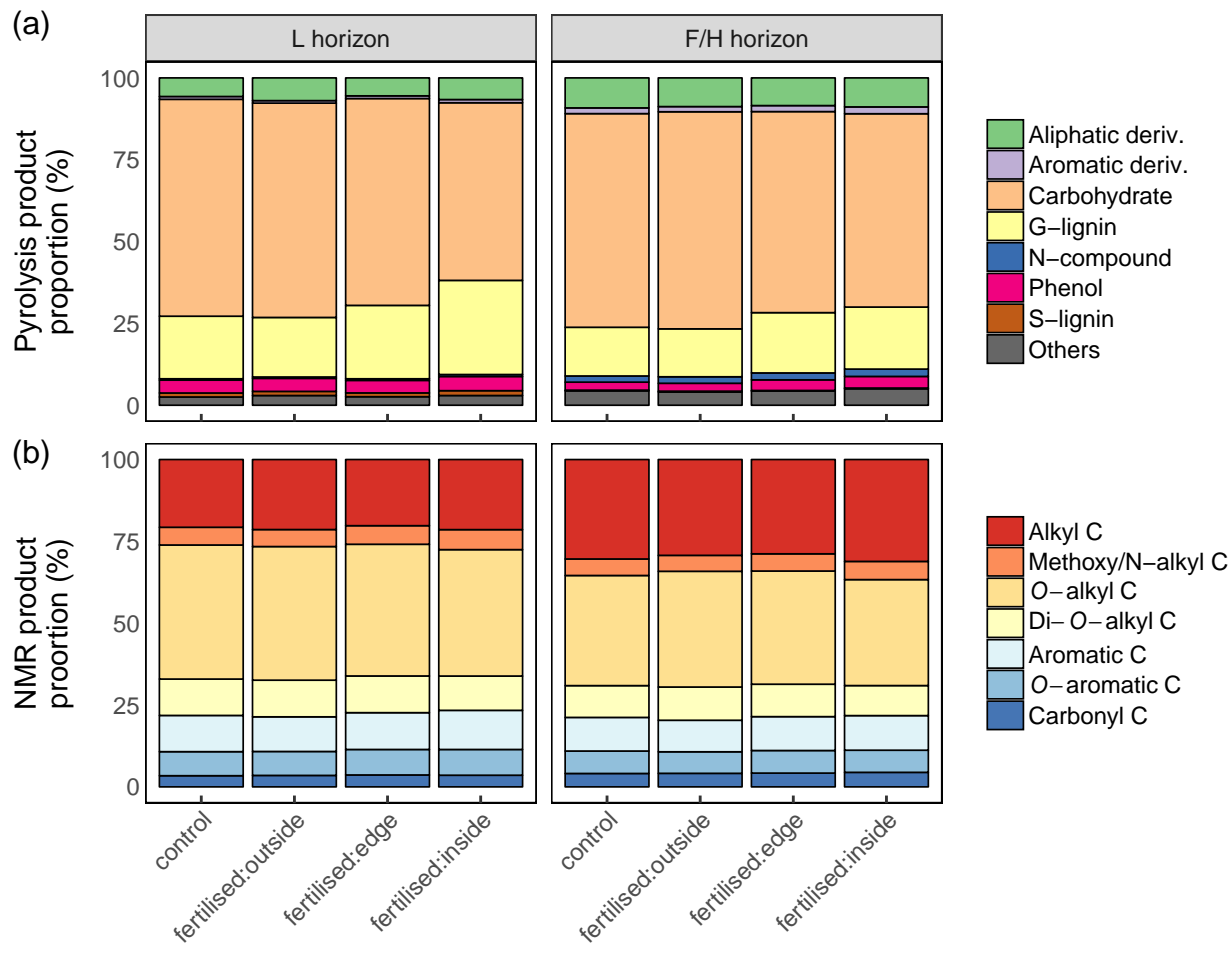 (a)
L horizon
F/H horizon
Pyrolysis product
proportion (%)
100
75
50
25
0
Aliphatic deriv.
Aromatic deriv.
Carbohydrate
G−lignin
N−compound
Phenol
S−lignin
Others
(b)
NMR product
proortion (%)
100
75
50
25
0
Alkyl C
Methoxy/N−alkyl C
O−alkyl C
Di−O−alkyl C
Aromatic C
O−aromatic C
Carbonyl C
control
fertilised:outside
fertilised:edge
fertilised:inside
control
fertilised:outside
fertilised:edge
fertilised:inside